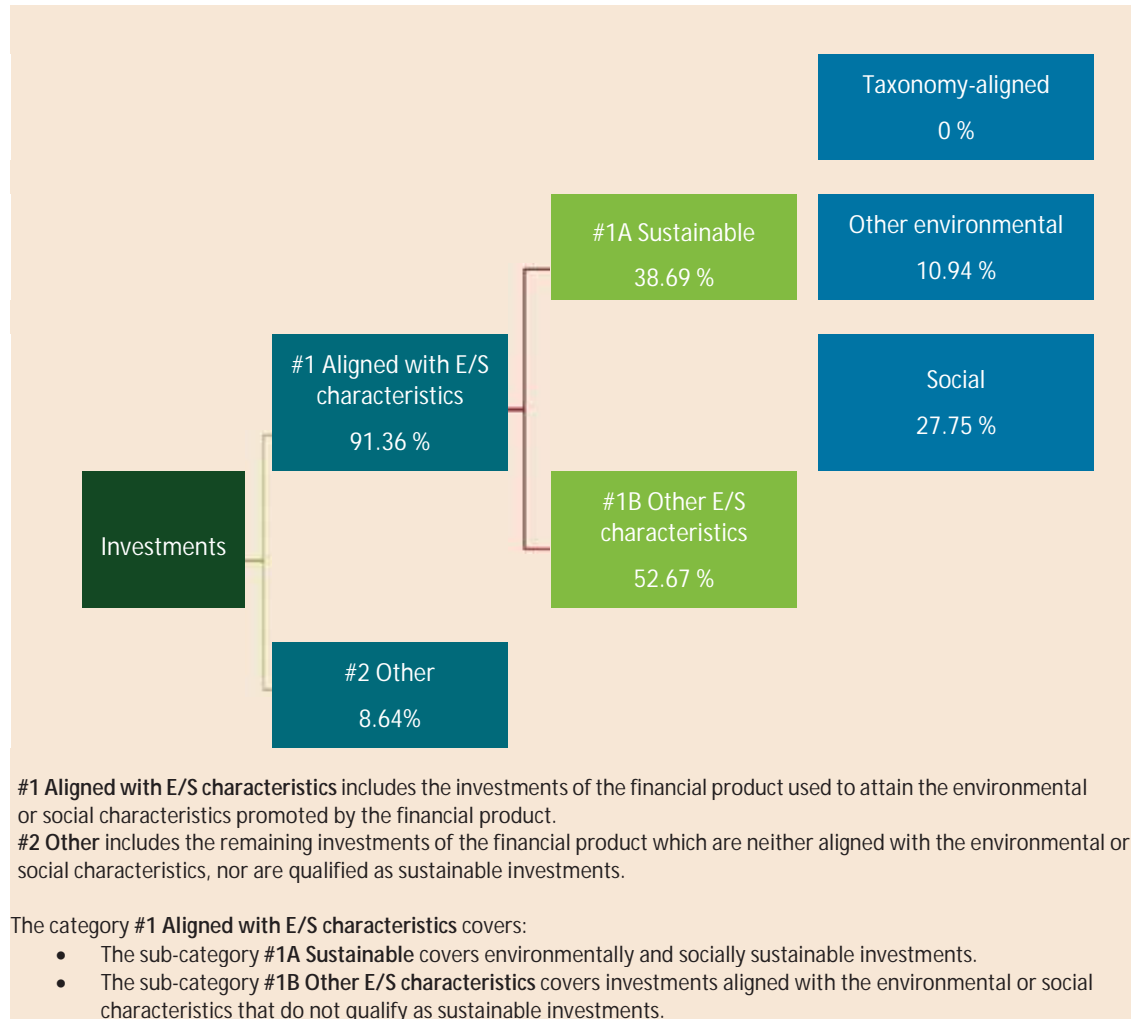 Taxonomy-aligned
0 %
#1A Sustainable
38.69 %
Other environmental
10.94 %
#1 Aligned with E/S
characteristics
91.36 %
Social
27.75 %
Investments
#1B Other E/S
characteristics
52.67 %
#2 Other
8.64%
#1 Aligned with E/S characteristics includes the investments of the financial product used to attain the environmental
or social characteristics promoted by the financial product.
#2 Other includes the remaining investments of the financial product which are neither aligned with the environmental or
social characteristics, nor are qualified as sustainable investments.
The category #1 Aligned with E/S characteristics covers:
• The sub-category #1A Sustainable covers environmentally and socially sustainable investments.
• The sub-category #1B Other E/S characteristics covers investments aligned with the environmental or social
characteristics that do not qualify as sustainable investments.